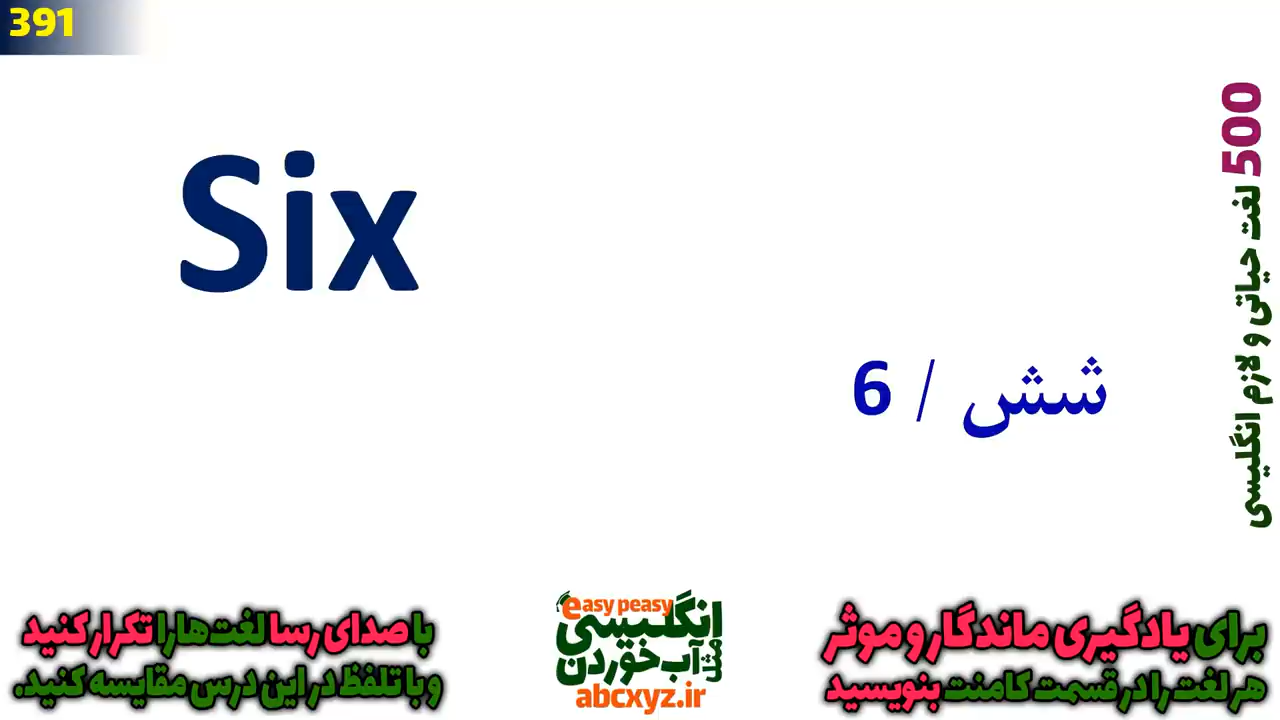 391
Six
شش / 6
500 لغت حیاتی و لازم انگلیسی
برای یادگیری ماندگار و موثر
هر لغت را در قسمت کامنت بنویسید
easy peasy
انگلیسی
مثل آب خوردن
abcxyz.ir
با صدای رسا لغت‌ها را تکرار کنید
و با تلفظ در این درس مقایسه کنید.